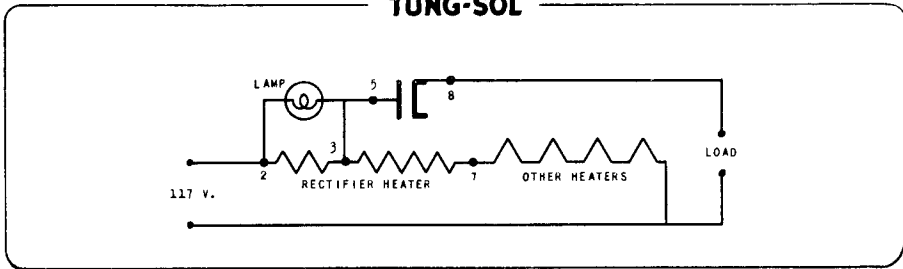 TUNG-SOL
LAMP
5
8
3
2
RECTIFIER HEATER
7
OTHER HEATERS
LOAD
117 V.